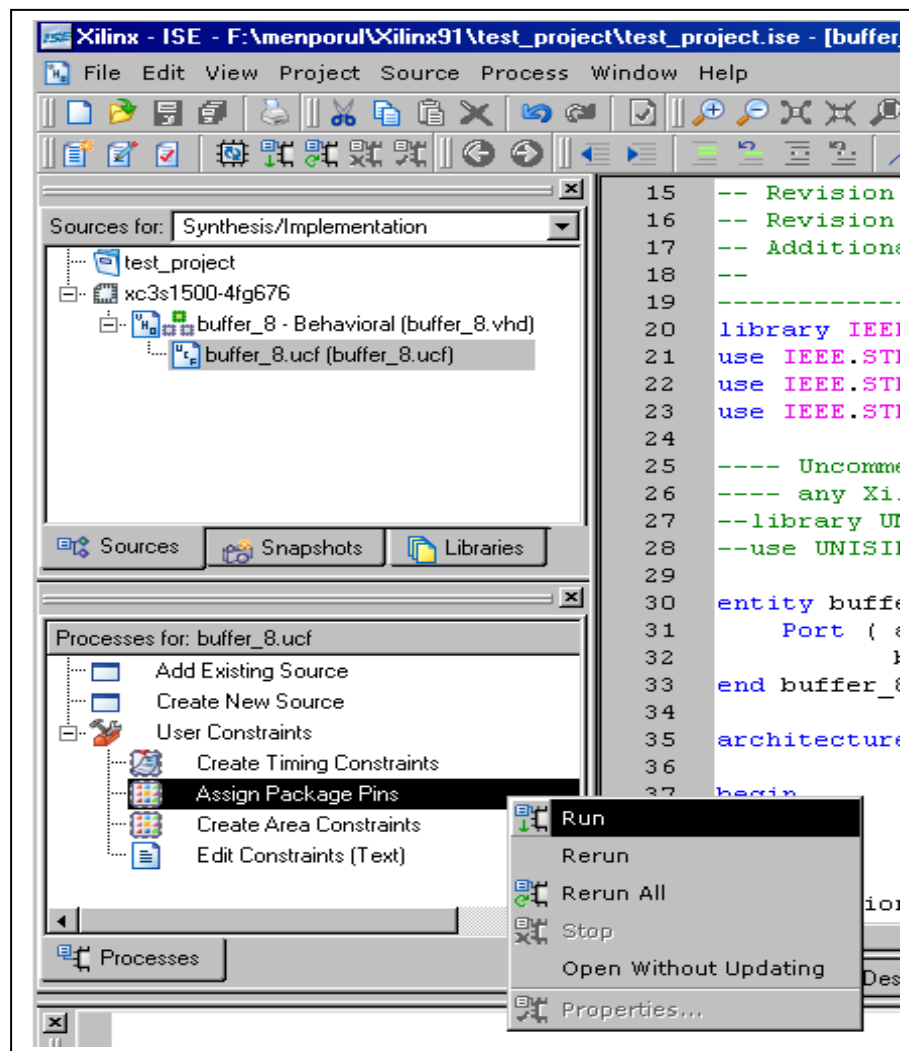 Xilinx - ISE - F:\menporul\Xilinx91\test_project\test_project.ise - [buffer_
File Edit View Project Source Process Window Help
Sources for: Synthesis/Implementation
test_project
xc3s1500-4fg676
buffer_8 - Behavioral (buffer_8.vhd)
buffer_8.ucf (buffer_8.ucf)
Sources Snapshots Libraries
Processes for: buffer_8.ucf
Add Existing Source
Create New Source
User Constraints
Create Timing Constraints
Assign Package Pins
Create Area Constraints
Edit Constraints (Text)
Processes
15 -- Revision
16 -- Revision
17 -- Additiona
18 --
19 ------------
20 library IEEE
21 use IEEE.ST
22 use IEEE.ST
23 use IEEE.ST
24
25 ---- Uncomme
26 ---- any Xi
27 --library UN
28 --use UNISI
29
30 entity buffe
31 Port ( a
32
33 end buffer_8
34
35 architecture
36
37 begin
Run
Rerun
Rerun All
Stop
Open Without Updating
Properties...
ion
Des